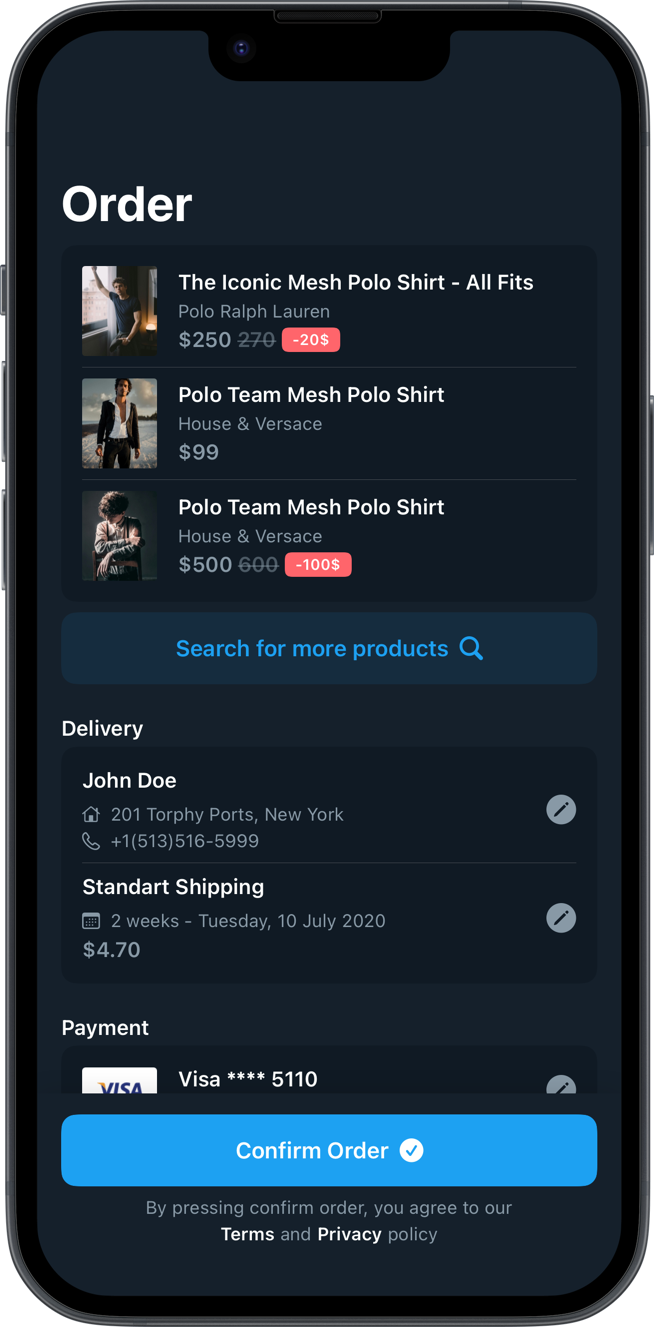 Order
The Iconic Mesh Polo Shirt - All Fits
Polo Ralph Lauren
$250 270 -20$
Polo Team Mesh Polo Shirt
House & Versace
$99
Polo Team Mesh Polo Shirt
House & Versace
$500 600 -100$
Search for more products
Delivery
John Doe
201 Torphy Ports, New York
+1(513)516-5999
Standart Shipping
2 weeks - Tuesday, 10 July 2020
$4.70
Payment
VISA
Visa **** 5110
Confirm Order
By pressing confirm order, you agree to our
Terms and Privacy policy